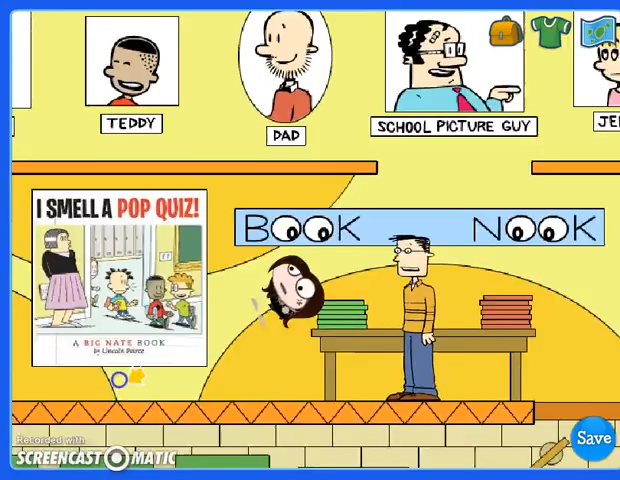 TEDDY
DAD
SCHOOL PICTURE GUY
I SMELL A POP QUIZ!
BOOK NOOK
A BIG NATE BOOK
by Lincoln Peirce
Save
Recorded with
SCREENCAST-O-MATIC